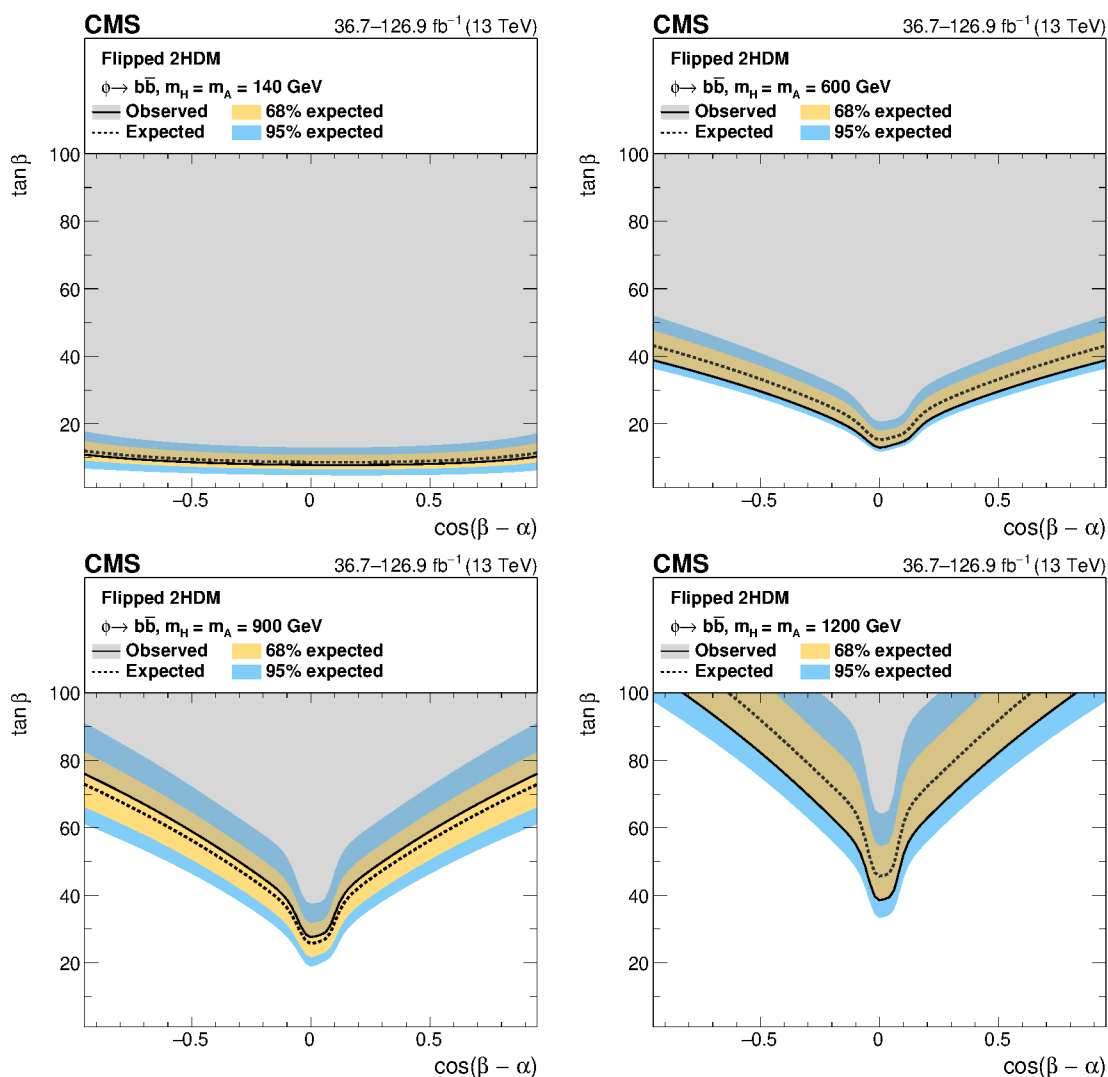 CMS 36.7–126.9 fb⁻¹ (13 TeV)
Flipped 2HDM
ϕ→ bb̅, m_H = m_A = 140 GeV
Observed 68% expected
Expected 95% expected
tan β
100
80
60
40
20
−0.5 0 0.5
cos(β − α)
CMS 36.7–126.9 fb⁻¹ (13 TeV)
Flipped 2HDM
ϕ→ bb̅, m_H = m_A = 600 GeV
Observed 68% expected
Expected 95% expected
tan β
100
80
60
40
20
−0.5 0 0.5
cos(β − α)
CMS 36.7–126.9 fb⁻¹ (13 TeV)
Flipped 2HDM
ϕ→ bb̅, m_H = m_A = 900 GeV
Observed 68% expected
Expected 95% expected
tan β
100
80
60
40
20
−0.5 0 0.5
cos(β − α)
CMS 36.7–126.9 fb⁻¹ (13 TeV)
Flipped 2HDM
ϕ→ bb̅, m_H = m_A = 1200 GeV
Observed 68% expected
Expected 95% expected
tan β
100
80
60
40
20
−0.5 0 0.5
cos(β − α)